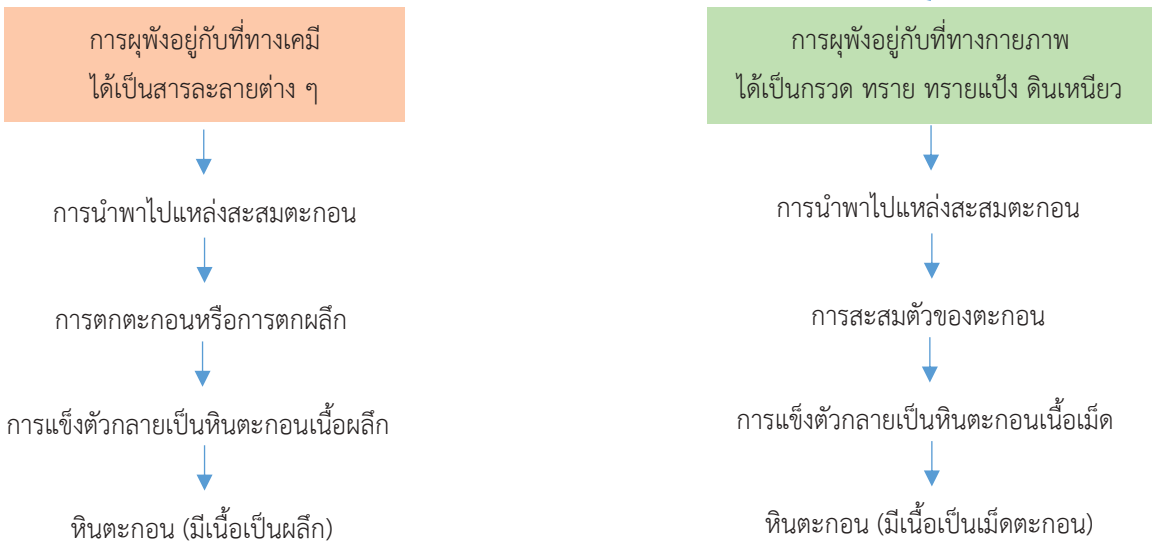 การผุพังอยู่กับที่ทางเคมี
ได้เป็นสารละลายต่าง ๆ
การนำพาไปแหล่งสะสมตะกอน
การตกตะกอนหรือการตกผลึก
การแข็งตัวกลายเป็นหินตะกอนเนื้อผลึก
หินตะกอน (มีเนื้อเป็นผลึก)
การผุพังอยู่กับที่ทางกายภาพ
ได้เป็นกรวด ทราย ทรายแป้ง ดินเหนียว
การนำพาไปแหล่งสะสมตะกอน
การสะสมตัวของตะกอน
การแข็งตัวกลายเป็นหินตะกอนเนื้อเม็ด
หินตะกอน (มีเนื้อเป็นเม็ดตะกอน)